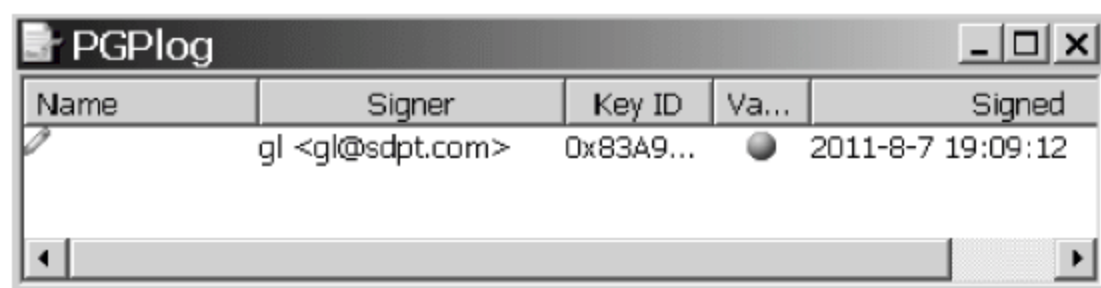 PGPlog
Name Signer Key ID Va... Signed
gl <gl@sdpt.com> 0x83A9... 2011-8-7 19:09:12